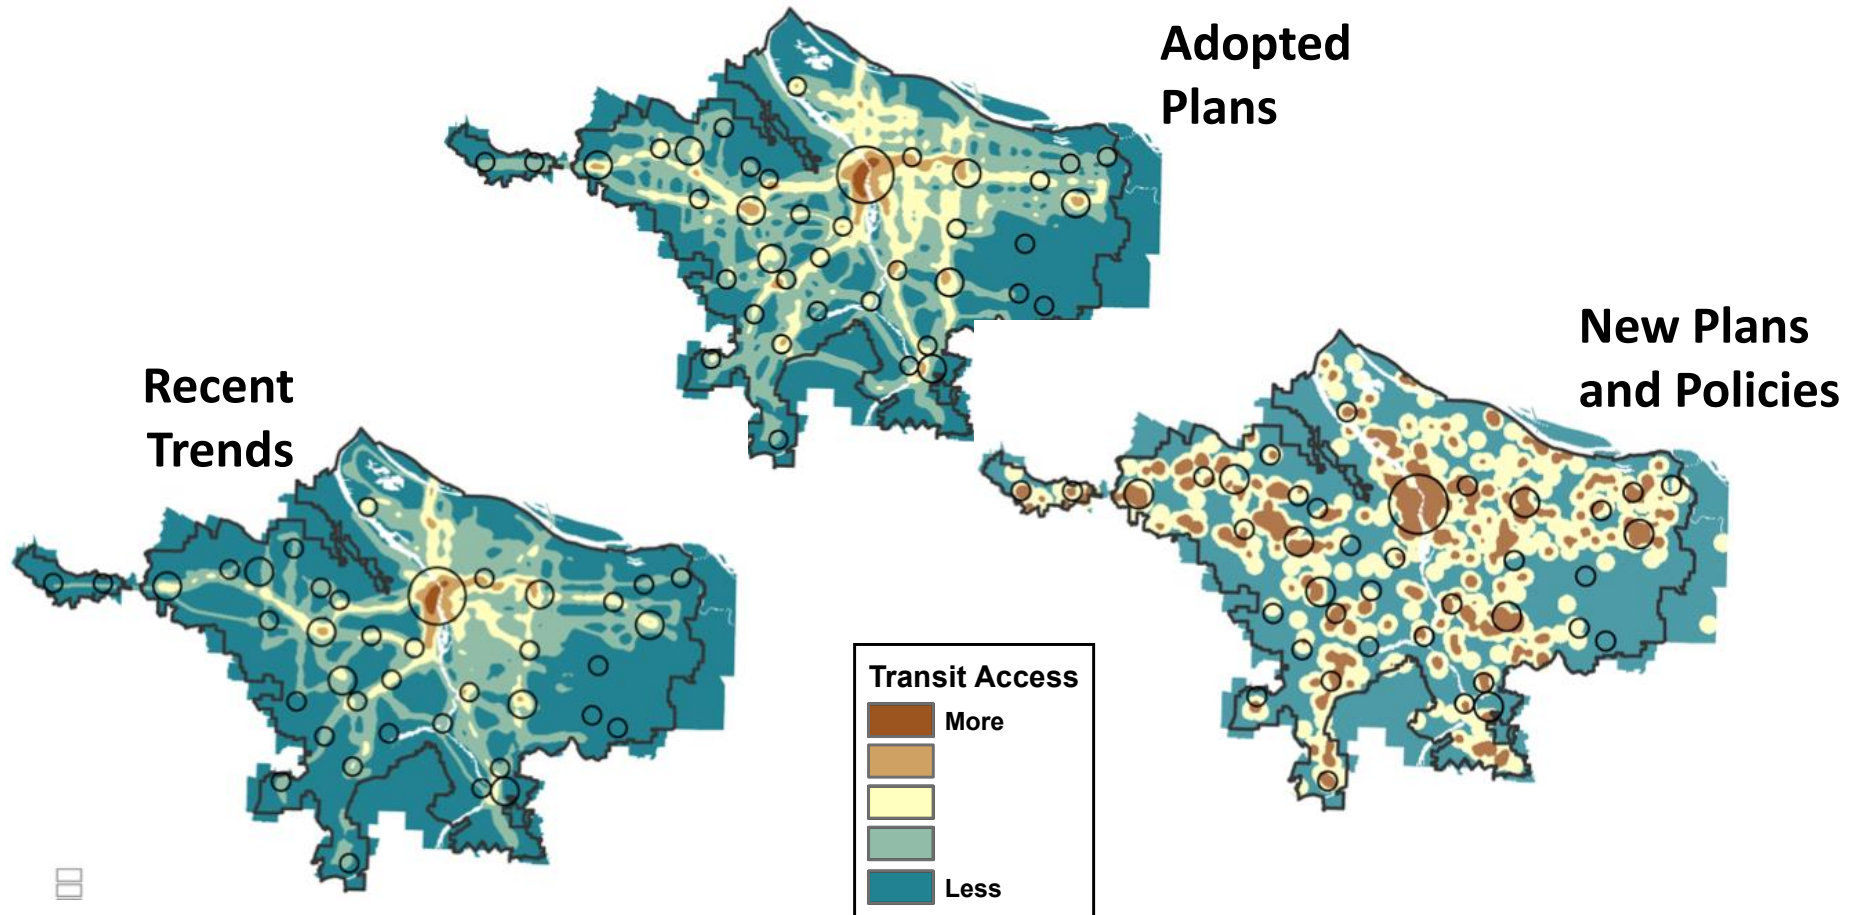 Adopted
Plans
New Plans
and Policies
Recent
Trends
Transit Access
More
Less